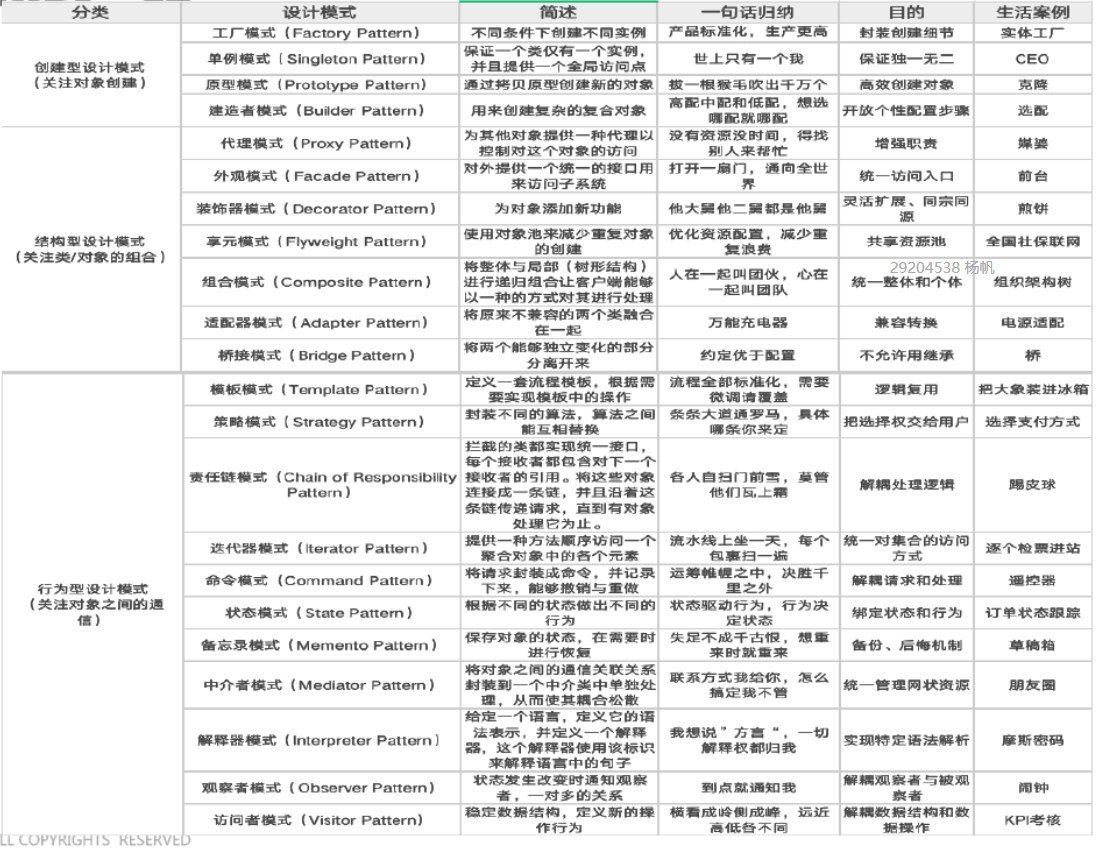 分类 设计模式 简述 一句话归纳 目的 生活案例
创建型设计模式
（关注对象创建）
工厂模式（Factory Pattern） 不同条件下创建不同实例 产品标准化，生产更高 封装创建细节 实体工厂
单例模式（Singleton Pattern） 保证一个类仅有一个实例，
并且提供一个全局访问点 世上只有一个我 保证独一无二 CEO
原型模式（Prototype Pattern） 通过拷贝原型创建新的对象 拔一根猴毛吹出千万个 高效创建对象 克隆
建造者模式（Builder Pattern） 用来创建复杂的复合对象 高配中配和低配，想选
哪配就哪配 开放个性配置步骤 选配
结构型设计模式
（关注类/对象的组合）
代理模式（Proxy Pattern） 为其他对象提供一种代理以
控制对这个对象的访问 没有资源没时间，得找
别人来帮忙 增强职责 媒婆
外观模式（Facade Pattern） 对外提供一个统一的接口用
来访问子系统 打开一扇门，通向全世
界 统一访问入口 前台
装饰器模式（Decorator Pattern） 为对象添加新功能 他大舅他二舅都是他舅 灵活扩展、同宗同
源 煎饼
享元模式（Flyweight Pattern） 使用对象池来减少重复对象
的创建 优化资源配置，减少重
复浪费 共享资源池 全国社保联网
29204538 杨帆
组合模式（Composite Pattern） 将整体与局部（树形结构）
进行递归组合让客户端能够
以一种的方式对其进行处理 人在一起叫团伙，心在
一起叫团队 统一整体和个体 组织架构树
适配器模式（Adapter Pattern） 将原来不兼容的两个类融合
在一起 万能充电器 兼容转换 电源适配
桥接模式（Bridge Pattern） 将两个能够独立变化的部分
分离开来 约定优于配置 不允许用继承 桥
行为型设计模式
（关注对象之间的通
信）
模板模式（Template Pattern） 定义一套流程模板，根据需
要实现模板中的操作 流程全部标准化，需要
微调请覆盖 逻辑复用 把大象装进冰箱
策略模式（Strategy Pattern） 封装不同的算法，算法之间
能互相替换 条条大道通罗马，具体
哪条你来定 把选择权交给用户 选择支付方式
责任链模式（Chain of Responsibility
Pattern） 拦截的类都实现统一接口，
每个接收者都包含对下一个
接收者的引用。将这些对象
连接成一条链，并且沿着这
条链传递请求，直到有对象
处理它为止。 各人自扫门前雪，莫管
他们瓦上霜 解耦处理逻辑 踢皮球
迭代器模式（Iterator Pattern） 提供一种方法顺序访问一个
聚合对象中的各个元素 流水线上坐一天，每个
包裹扫一遍 统一对集合的访问
方式 逐个检票进站
命令模式（Command Pattern） 将请求封装成命令，并记录
下来，能够撤销与重做 运筹帷幄之中，决胜千
里之外 解耦请求和处理 遥控器
状态模式（State Pattern） 根据不同的状态做出不同的
行为 状态驱动行为，行为决
定状态 绑定状态和行为 订单状态跟踪
备忘录模式（Memento Pattern） 保存对象的状态，在需要时
进行恢复 失足不成千古恨，想重
来时就重来 备份、后悔机制 草稿箱
中介者模式（Mediator Pattern） 将对象之间的通信关联关系
封装到一个中介类中单独处
理，从而使其耦合松散 联系方式我给你，怎么
搞定我不管 统一管理网状资源 朋友圈
解释器模式（Interpreter Pattern） 给定一个语言，定义它的语
法表示，并定义一个解释
器，这个解释器使用该标识
来解释语言中的句子 我想说”方言“，一切
解释权都归我 实现特定语法解析 摩斯密码
观察者模式（Observer Pattern） 状态发生改变时通知观察
者，一对多的关系 到点就通知我 解耦观察者与被观
察者 闹钟
访问者模式（Visitor Pattern） 稳定数据结构，定义新的操
作行为 横看成岭侧成峰，远近
高低各不同 解耦数据结构和数
据操作 KPI考核
LL COPYRIGHTS RESERVED